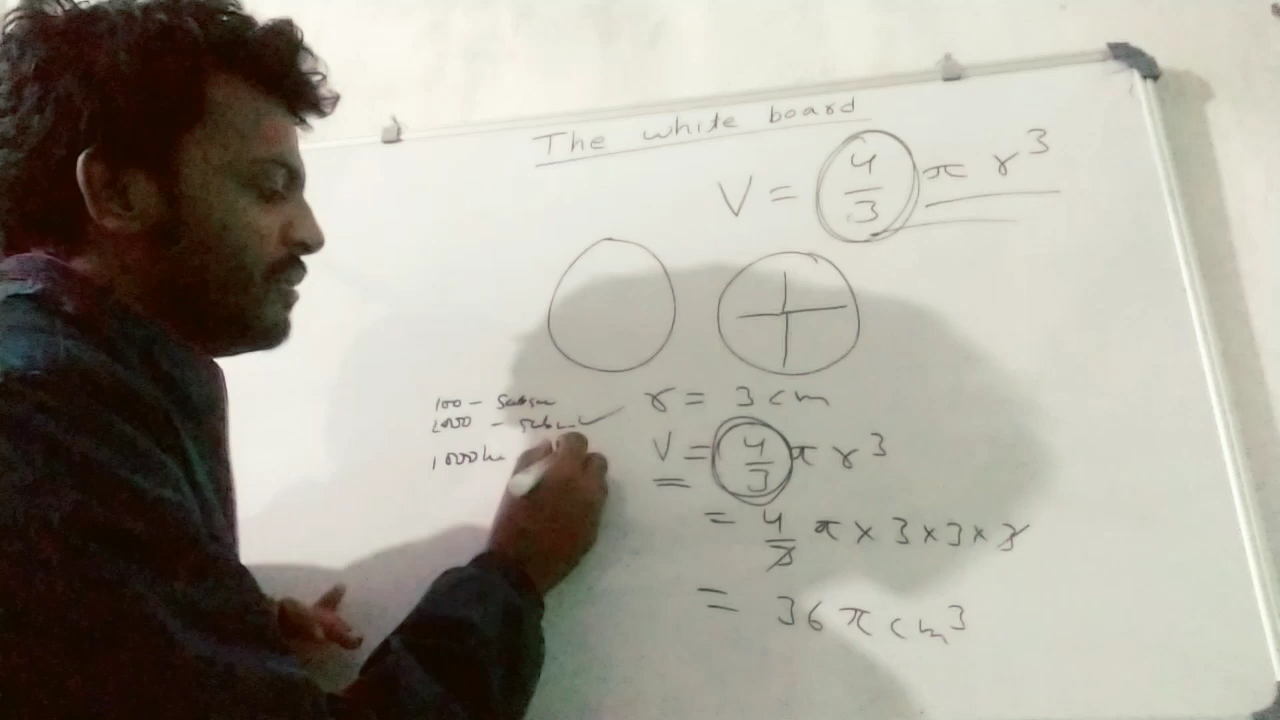 The white board
V = 4/3 π r³
100 -
1000 -
r = 3 cm
V = 4/3 π r³
= 4/3 π × 3 × 3 × 3
= 36 π cm³